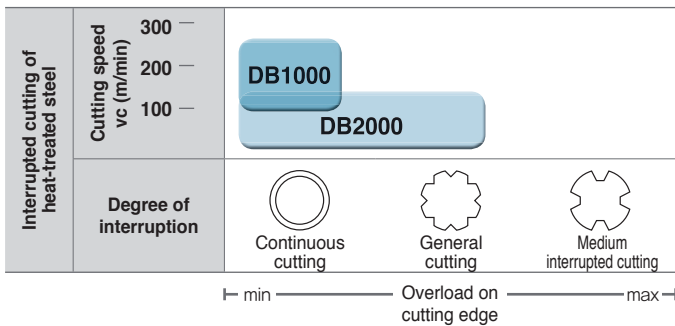 Interrupted cutting of
heat-treated steel
Cutting speed
vc (m/min)
300
200
100
DB1000
DB2000
Degree of
interruption
Continuous
cutting
General
cutting
Medium
interrupted cutting
min
Overload on
cutting edge
max